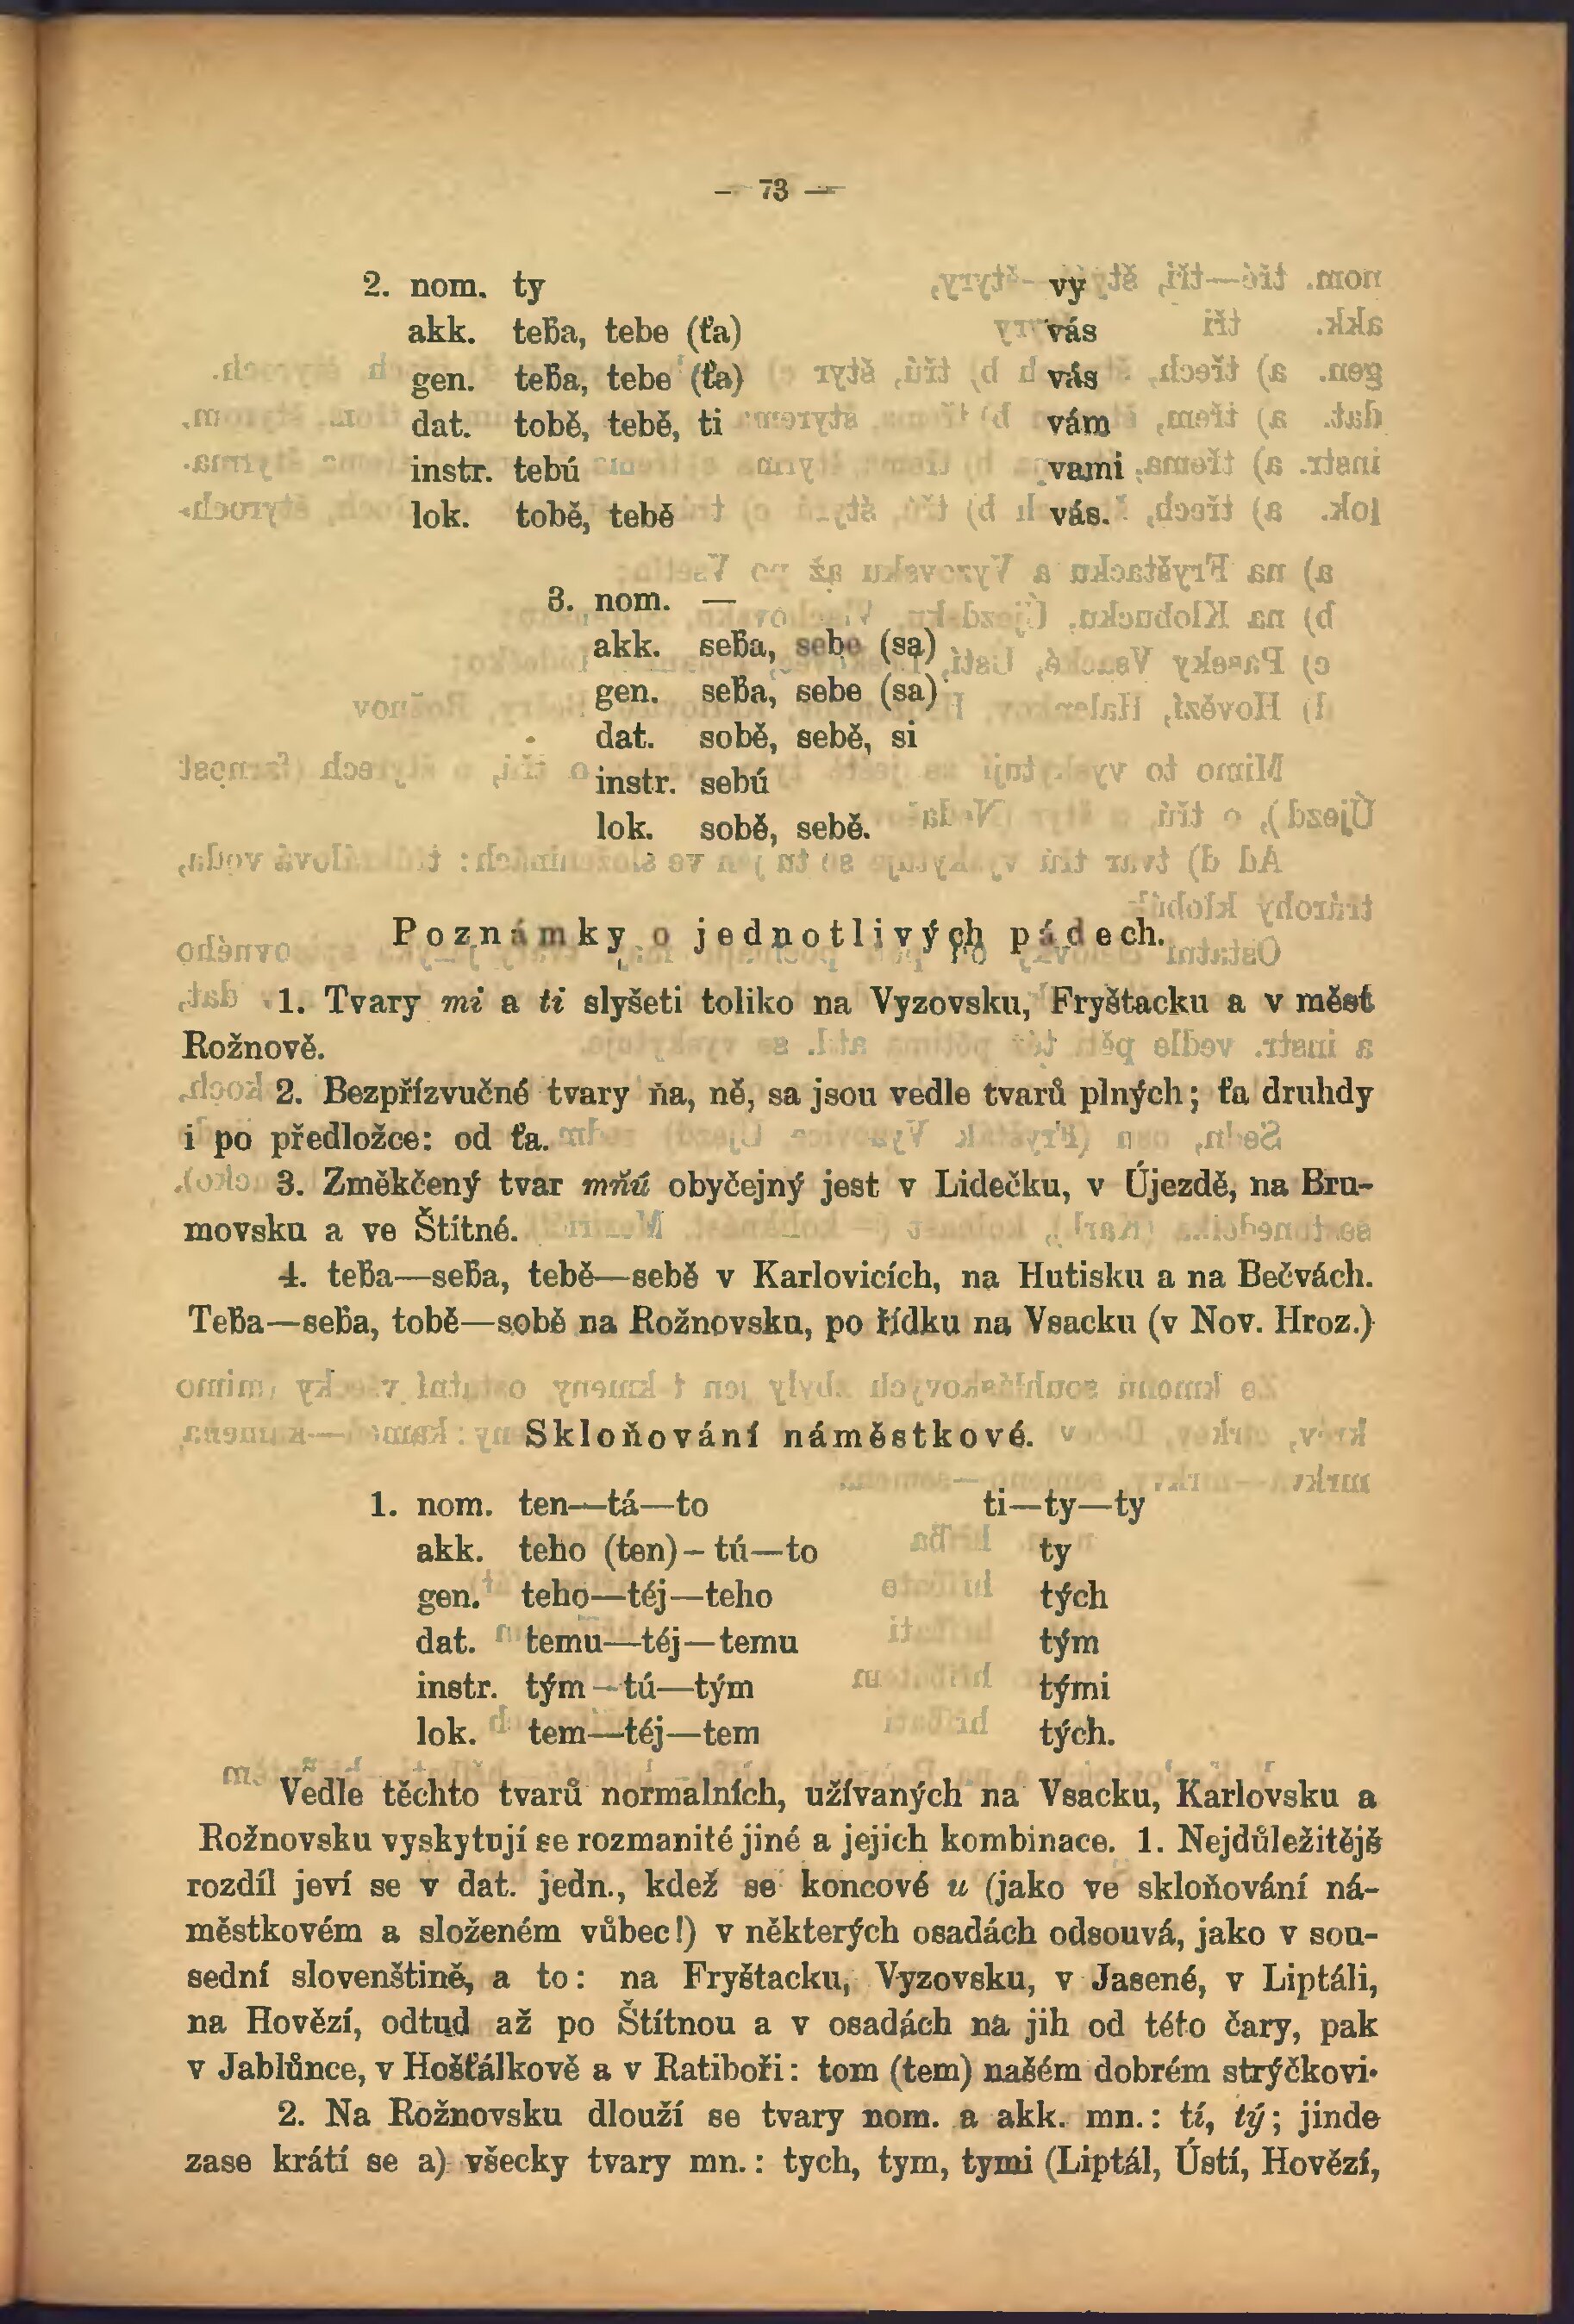 — 73 —
2. nom. ty vy
akk. teb̌a, tebe (ťa) vás
gen. teb̌a, tebe (ťa) vás
dat. tobě, tebě, ti vám
instr. tebú vami
lok. tobě, tebě vás.
3. nom. —
akk. seb̌a, sebe (sa)
gen. seb̌a, sebe (sa)
dat. sobě, sebě, si
instr. sebú
lok. sobě, sebě.
Poznámky o jednotlivých pádech.
1. Tvary mi a ti slyšeti toliko na Vyzovsku, Fryštacku a v měst
Rožnově.
2. Bezpřízvučné tvary ňa, ně, sa jsou vedle tvarů plných; ťa druhdy
i po předložce: od ťa.
3. Změkčený tvar mňú obyčejný jest v Lidečku, v Újezdě, na Bru-
movsku a ve Štítné.
4. teb̌a—seb̌a, tebě—sebě v Karlovicích, na Hutisku a na Bečvách.
Teb̌a—seb̌a, tobě—sobě na Rožnovsku, po řídku na Vsacku (v Nov. Hroz.)
Skloňování náměstkové.
1. nom. ten—tá—to ti—ty—ty
akk. teho (ten) – tú—to ty
gen. teho—téj—teho tých
dat. temu—téj—temu tým
instr. tým—tú—tým tými
lok. tem—téj—tem tých.
Vedle těchto tvarů normalních, užívaných na Vsacku, Karlovsku a
Rožnovsku vyskytují se rozmanité jiné a jejich kombinace. 1. Nejdůležitějš
rozdíl jeví se v dat. jedn., kdež se koncové u (jako ve skloňování ná-
městkovém a složeném vůbec!) v některých osadách odsouvá, jako v sou-
sední slovenštině, a to: na Fryštacku, Vyzovsku, v Jasené, v Liptáli,
na Hovězí, odtud až po Štítnou a v osadách na jih od této čary, pak
v Jablůnce, v Hošťálkově a v Ratiboři: tom (tem) našém dobrém strýčkovi.
2. Na Rožnovsku dlouží se tvary nom. a akk. mn.: tí, tý; jinde
zase krátí se a) všecky tvary mn.: tych, tym, tymi (Liptál, Ústí, Hovězí,